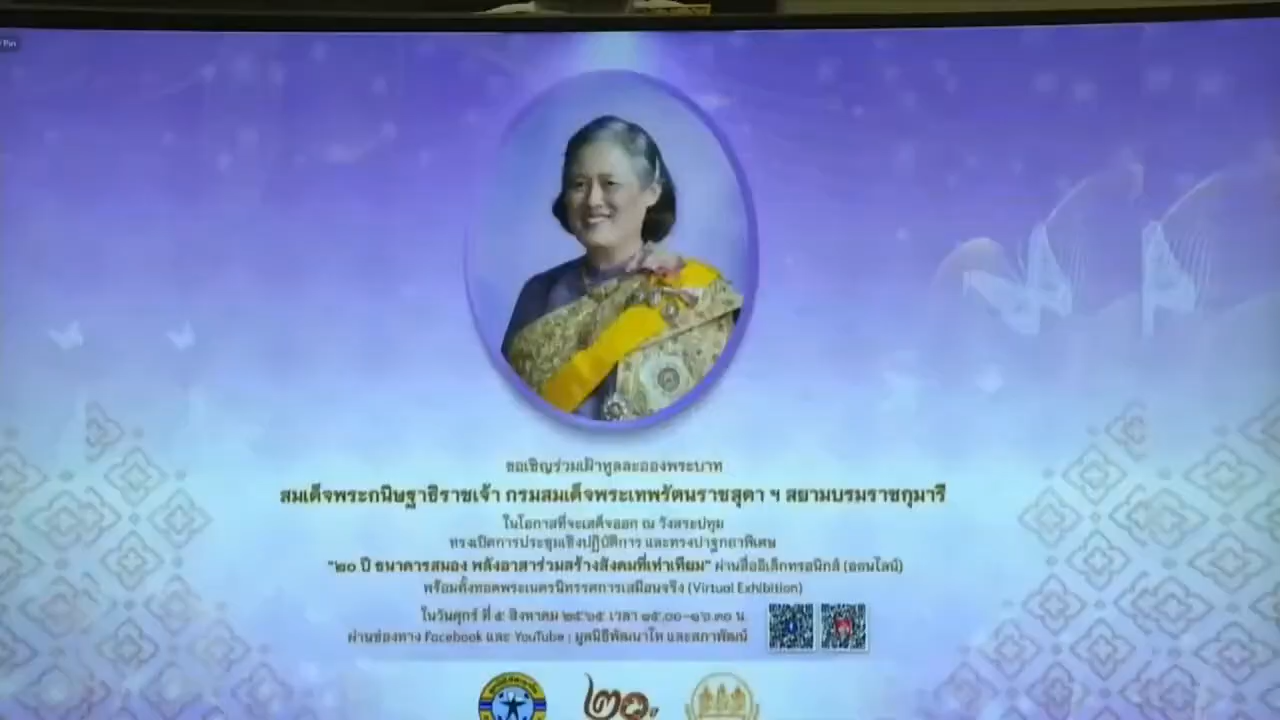 ขอเชิญร่วมเฝ้าทูลละอองพระบาท
สมเด็จพระกนิษฐาธิราชเจ้า กรมสมเด็จพระเทพรัตนราชสุดา ฯ สยามบรมราชกุมารี
ในโอกาสที่จะเสด็จออก ณ วังสระปทุม
ทรงเปิดการประชุมเชิงปฏิบัติการ และทรงปาฐกถาพิเศษ
"๒๐ ปี ธนาคารสมอง พลังอาสาร่วมสร้างสังคมที่เท่าเทียม" ผ่านสื่ออิเล็กทรอนิกส์ (ออนไลน์)
พร้อมทั้งทอดพระเนตรนิทรรศการเสมือนจริง (Virtual Exhibition)
ในวันศุกร์ ที่ ๕ สิงหาคม ๒๕๖๕ เวลา ๑๕.๐๐-๑๖.๓๐ น.
ผ่านช่องทาง Facebook และ YouTube : มูลนิธิพัฒนาไท และสภาพัฒน์
๒๐